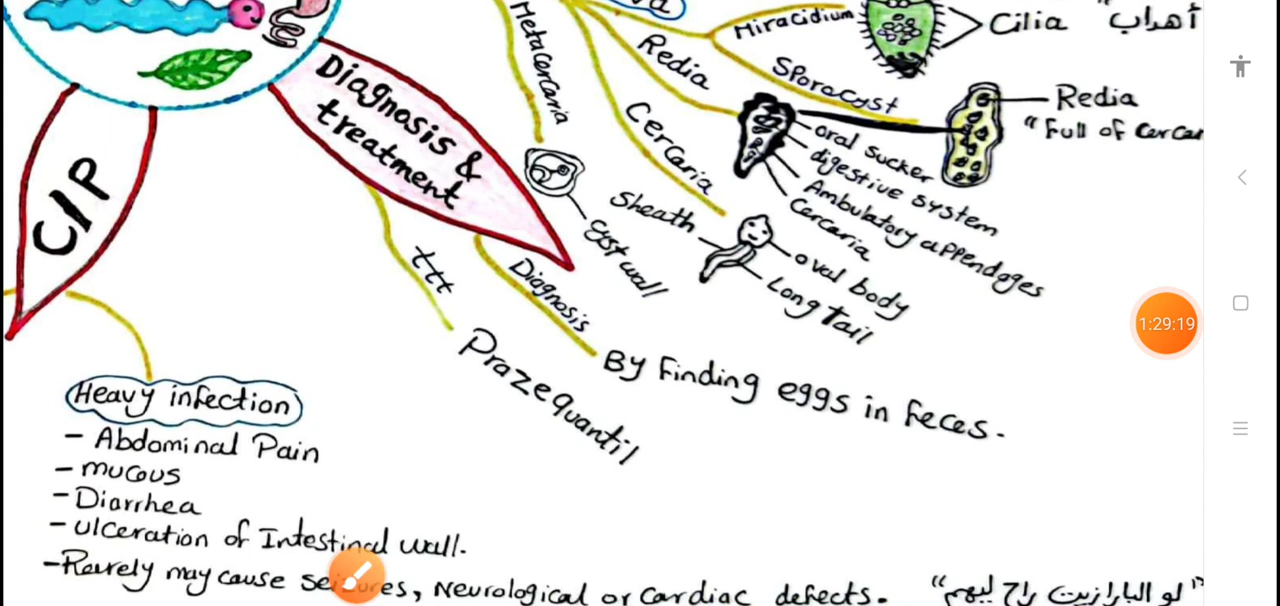 Miracidium
Cilia "أهداب
Metacercaria
Redia
Sporocyst
Redia
"Full of Cercar
Cercaria
oral sucker
digestive system
Ambulatory appendages
Cercaria
Diagnosis &
treatment
C/P
Sheath
cyst wall
oval body
Long tail
ttt
Diagnosis
Prazequantil
By Finding eggs in feces.
1:29:19
Heavy infection
- Abdominal Pain
- mucous
- Diarrhea
- ulceration of Intestinal wall.
- Rarely may cause seizures, Neurological or cardiac defects. "لو البارازيت راح ليهم"